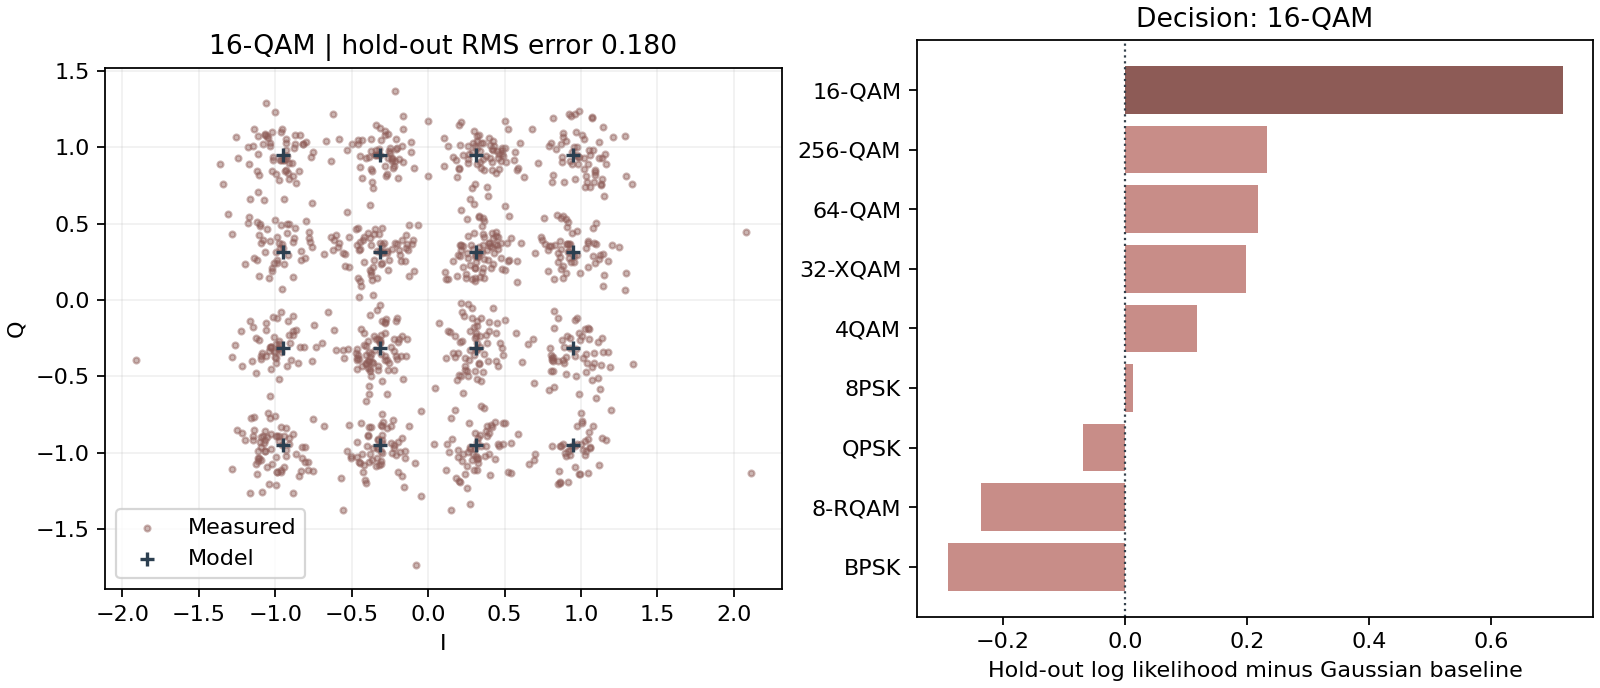 16-QAM | hold-out RMS error 0.180
1.5
1.0
0.5
0.0
−0.5
−1.0
−1.5
Q
Measured
Model
−2.0 −1.5 −1.0 −0.5 0.0 0.5 1.0 1.5 2.0
I
Decision: 16-QAM
16-QAM
256-QAM
64-QAM
32-XQAM
4QAM
8PSK
QPSK
8-RQAM
BPSK
−0.2 0.0 0.2 0.4 0.6
Hold-out log likelihood minus Gaussian baseline